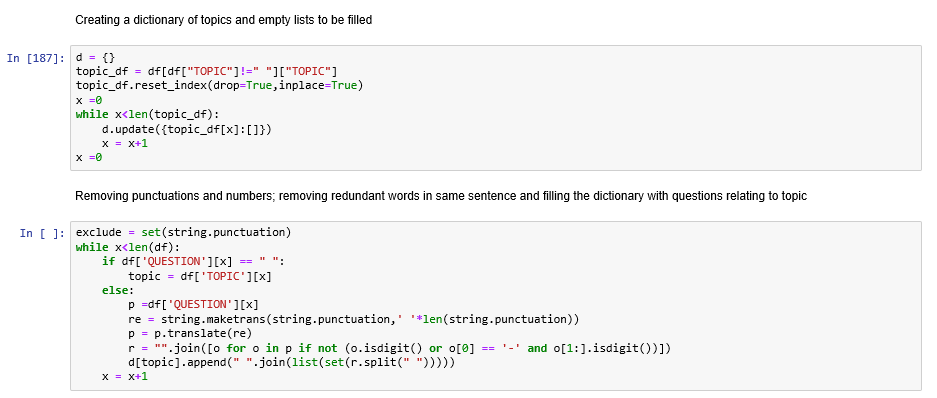 Creating a dictionary of topics and empty lists to be filled
In [187]: d = {}
topic_df = df[df["TOPIC"]!=" "]["TOPIC"]
topic_df.reset_index(drop=True,inplace=True)
x =0
while x<len(topic_df):
    d.update({topic_df[x]:[]})
    x = x+1
x =0
Removing punctuations and numbers; removing redundant words in same sentence and filling the dictionary with questions relating to topic
In [ ]: exclude = set(string.punctuation)
while x<len(df):
    if df['QUESTION'][x] == " ":
        topic = df['TOPIC'][x]
    else:
        p =df['QUESTION'][x]
        re = string.maketrans(string.punctuation,' '*len(string.punctuation))
        p = p.translate(re)
        r = "".join([o for o in p if not (o.isdigit() or o[0] == '-' and o[1:].isdigit())])
        d[topic].append(" ".join(list(set(r.split(" ")))))
    x = x+1